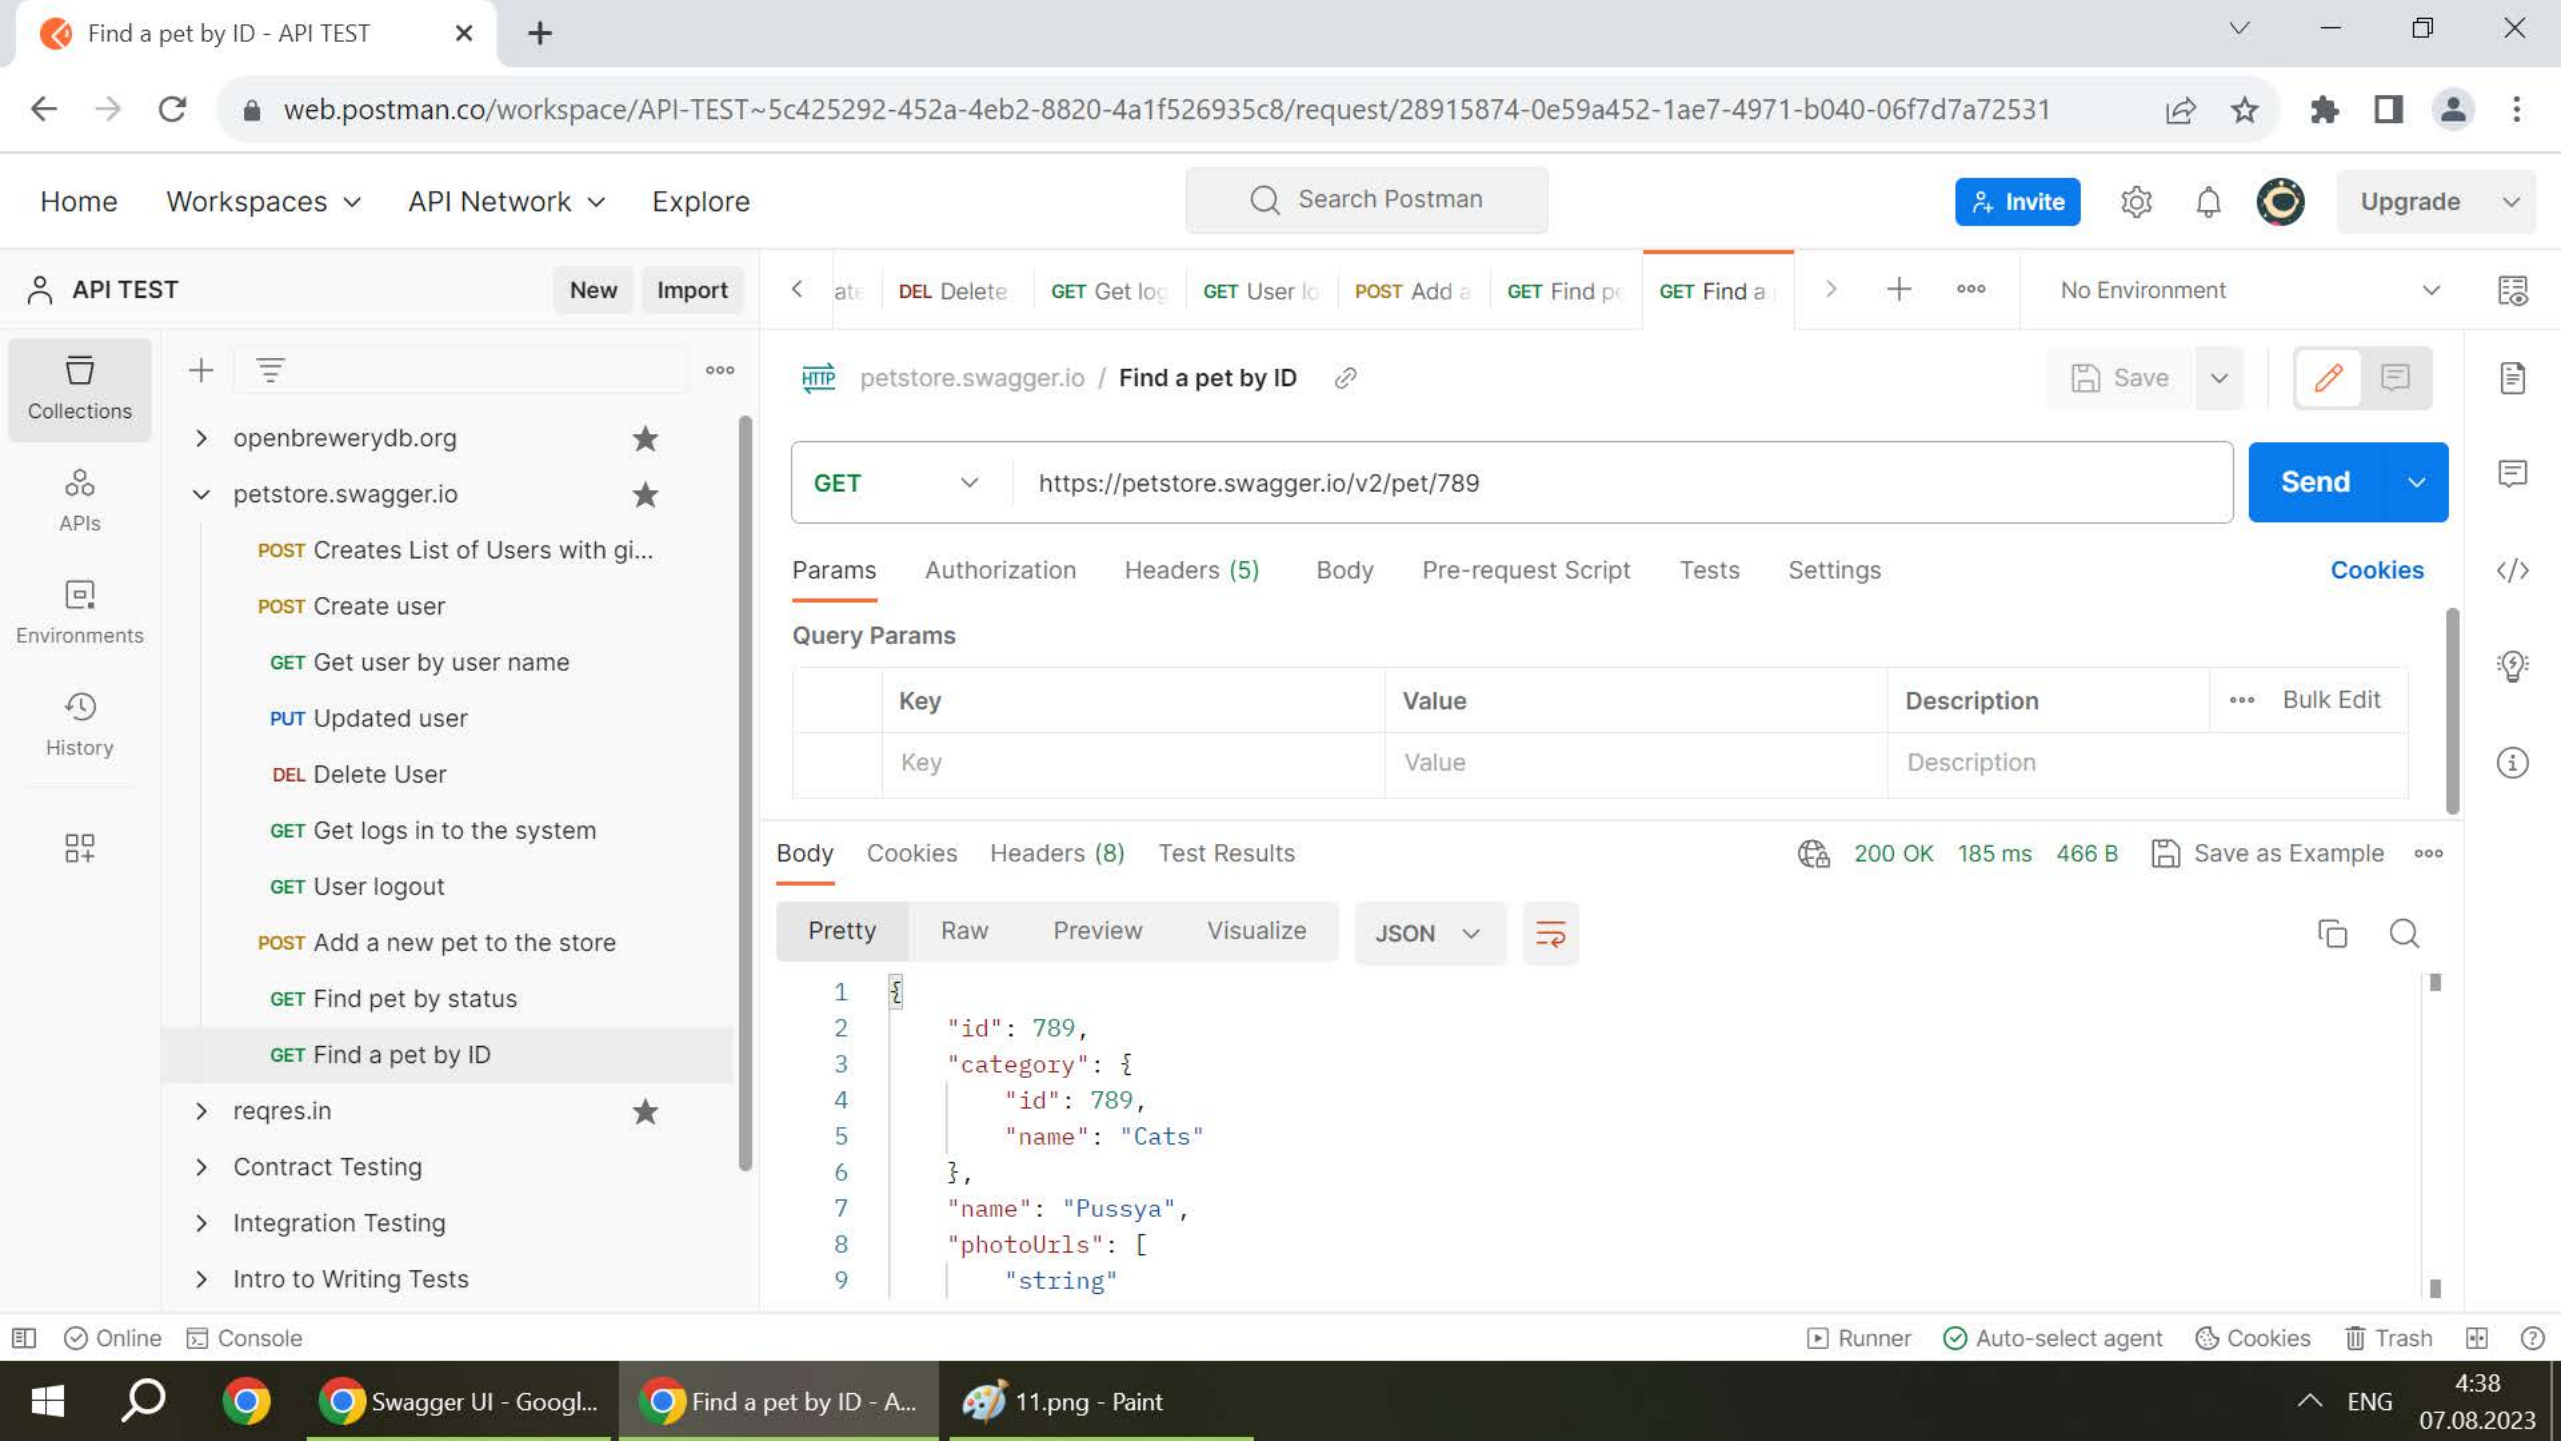 Find a pet by ID - API TEST
web.postman.co/workspace/API-TEST~5c425292-452a-4eb2-8820-4a1f526935c8/request/28915874-0e59a452-1ae7-4971-b040-06f7d7a72531
Home Workspaces API Network Explore Search Postman Invite Upgrade
API TEST New Import
ate DEL Delete GET Get log GET User lo POST Add a GET Find pe GET Find a No Environment
Collections
APIs
Environments
History
openbrewerydb.org
petstore.swagger.io
POST Creates List of Users with gi...
POST Create user
GET Get user by user name
PUT Updated user
DEL Delete User
GET Get logs in to the system
GET User logout
POST Add a new pet to the store
GET Find pet by status
GET Find a pet by ID
reqres.in
Contract Testing
Integration Testing
Intro to Writing Tests
HTTP petstore.swagger.io / Find a pet by ID Save
GET https://petstore.swagger.io/v2/pet/789 Send
Params Authorization Headers (5) Body Pre-request Script Tests Settings Cookies
Query Params
Key Value Description Bulk Edit
Key Value Description
Body Cookies Headers (8) Test Results 200 OK 185 ms 466 B Save as Example
Pretty Raw Preview Visualize JSON
1 {
2 "id": 789,
3 "category": {
4 "id": 789,
5 "name": "Cats"
6 },
7 "name": "Pussya",
8 "photoUrls": [
9 "string"
Online Console Runner Auto-select agent Cookies Trash
Swagger UI - Googl... Find a pet by ID - A... 11.png - Paint ENG 4:38
07.08.2023